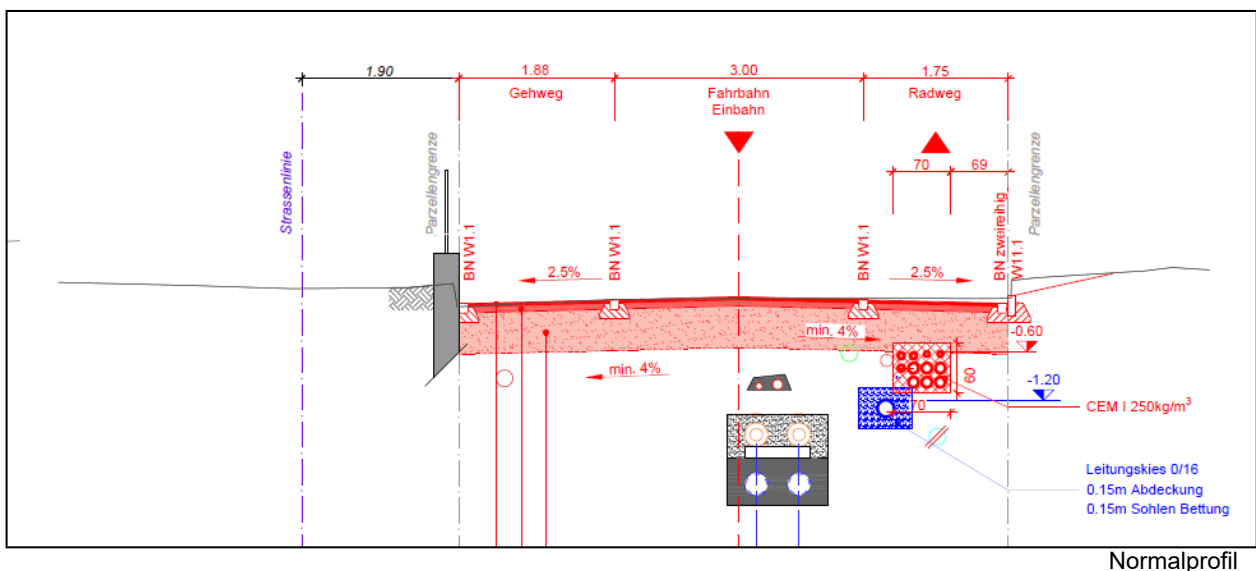 1.90
1.88
3.00
1.75
Gehweg
Fahrbahn
Einbahn
Radweg
70
69
Strassenlinie
Parzellengrenze
BN W1.1
BN W1.1
BN W1.1
BN zweireihig
W11.1
Parzellengrenze
2.5%
2.5%
min. 4%
-0.60
min. 4%
60
-1.20
70
CEM I 250kg/m³
Leitungskies 0/16
0.15m Abdeckung
0.15m Sohlen Bettung
Normalprofil